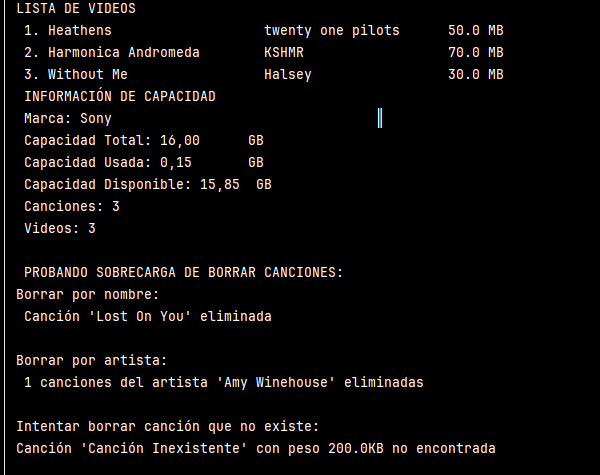 LISTA DE VIDEOS
1. Heathens twenty one pilots 50.0 MB
2. Harmonica Andromeda KSHMR 70.0 MB
3. Without Me Halsey 30.0 MB
INFORMACIÓN DE CAPACIDAD
Marca: Sony
Capacidad Total: 16,00 GB
Capacidad Usada: 0,15 GB
Capacidad Disponible: 15,85 GB
Canciones: 3
Videos: 3
PROBANDO SOBRECARGA DE BORRAR CANCIONES:
Borrar por nombre:
Canción 'Lost On You' eliminada
Borrar por artista:
1 canciones del artista 'Amy Winehouse' eliminadas
Intentar borrar canción que no existe:
Canción 'Canción Inexistente' con peso 200.0KB no encontrada